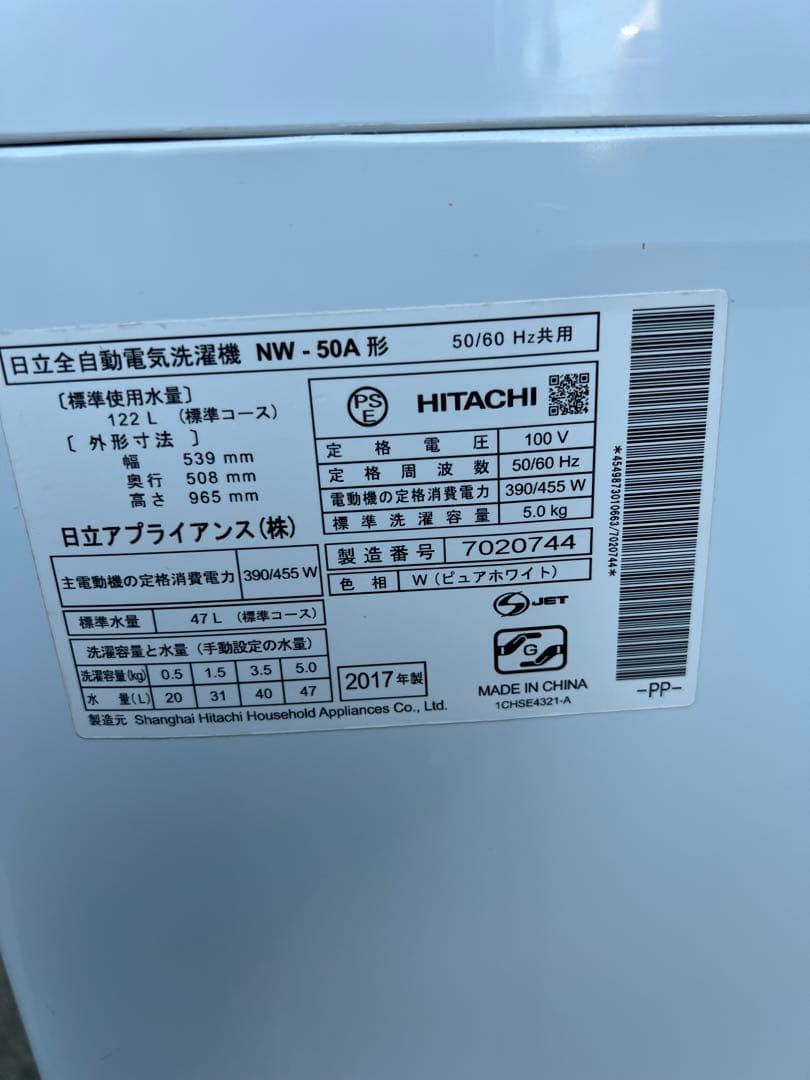 日立全自動電気洗濯機 NW-50A 形 50/60 Hz共用
〔標準使用水量〕
122 L （標準コース）
〔 外形寸法 〕
幅 539 mm
奥行 508 mm
高さ 965 mm
日立アプライアンス(株)
主電動機の定格消費電力 390/455 W
標準水量 47 L （標準コース）
洗濯容量と水量（手動設定の水量）
洗濯容量(kg) 0.5 1.5 3.5 5.0
水 量(L) 20 31 40 47
製造元 Shanghai Hitachi Household Appliances Co., Ltd.
PS E HITACHI
定格電圧 100 V
定格周波数 50/60 Hz
電動機の定格消費電力 390/455 W
標準洗濯容量 5.0 kg
製造番号 7020744
色相 W（ピュアホワイト）
S JET
G
2017年製
MADE IN CHINA
1CHSE4321-A
*4549873010663/7020744*
-PP-